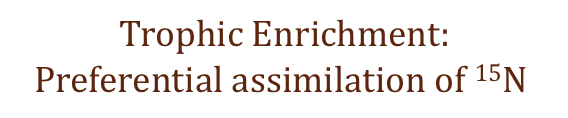 Trophic Enrichment:
Preferential assimilation of ¹⁵N